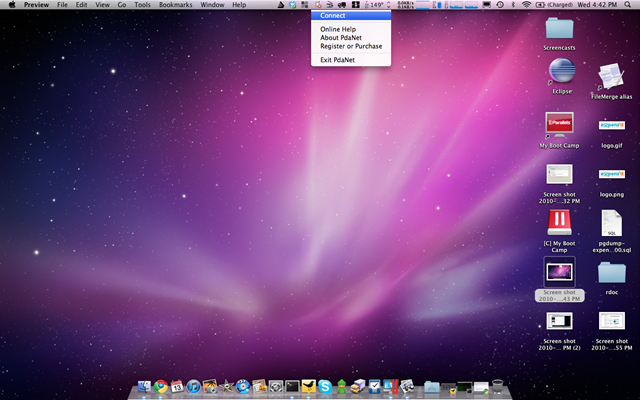 Preview File Edit View Go Tools Bookmarks Window Help
149°
(Charged) Wed 4:42 PM
Connect
Online Help
About PdaNet
Register or Purchase
Exit PdaNet
Screencasts
Eclipse
FileMerge alias
Parallels
My Boot Camp
logo.gif
Screen shot
2010-...32 PM
logo.png
SQL
[C] My Boot
Camp
pgdump-
expen...00.sql
Screen shot
2010-...43 PM
rdoc
Screen shot
2010-... PM (2)
Screen shot
2010-...55 PM
13